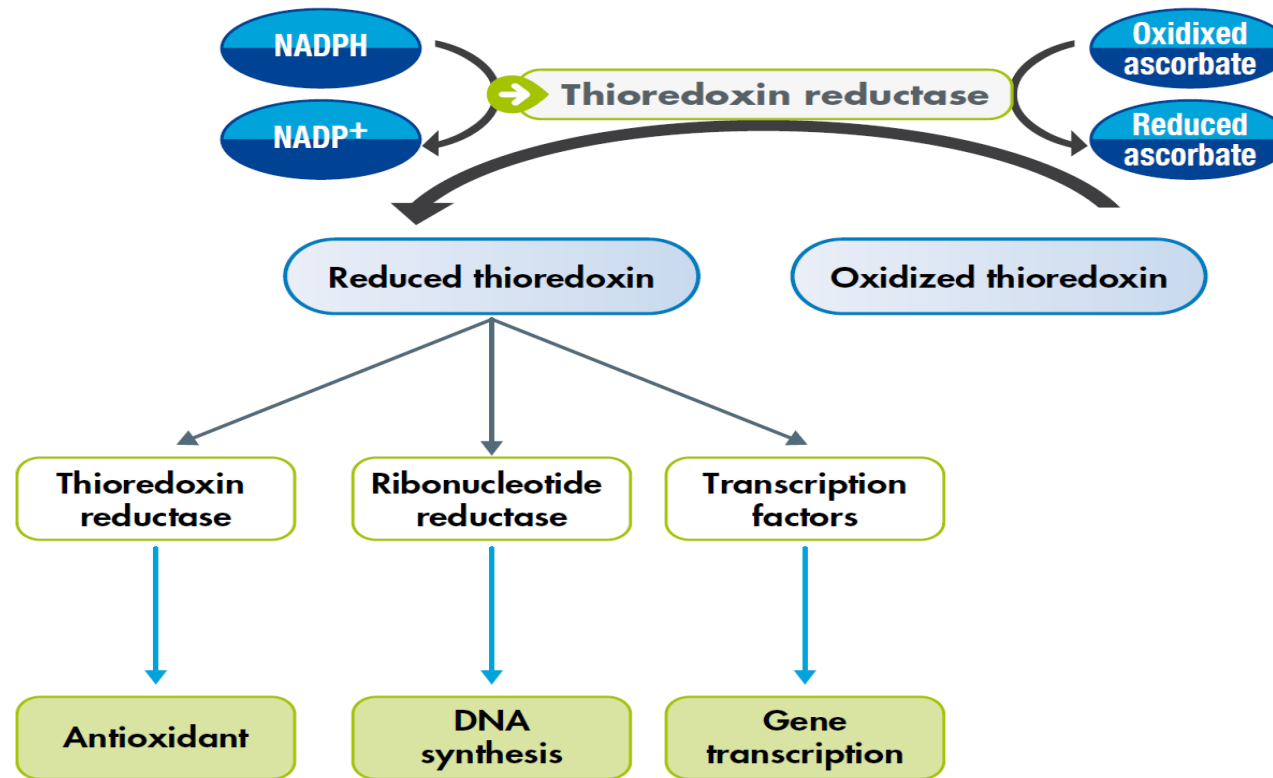 NADPH
Oxidixed
ascorbate
Thioredoxin reductase
NADP+
Reduced
ascorbate
Reduced thioredoxin
Oxidized thioredoxin
Thioredoxin
reductase
Ribonucleotide
reductase
Transcription
factors
Antioxidant
DNA
synthesis
Gene
transcription